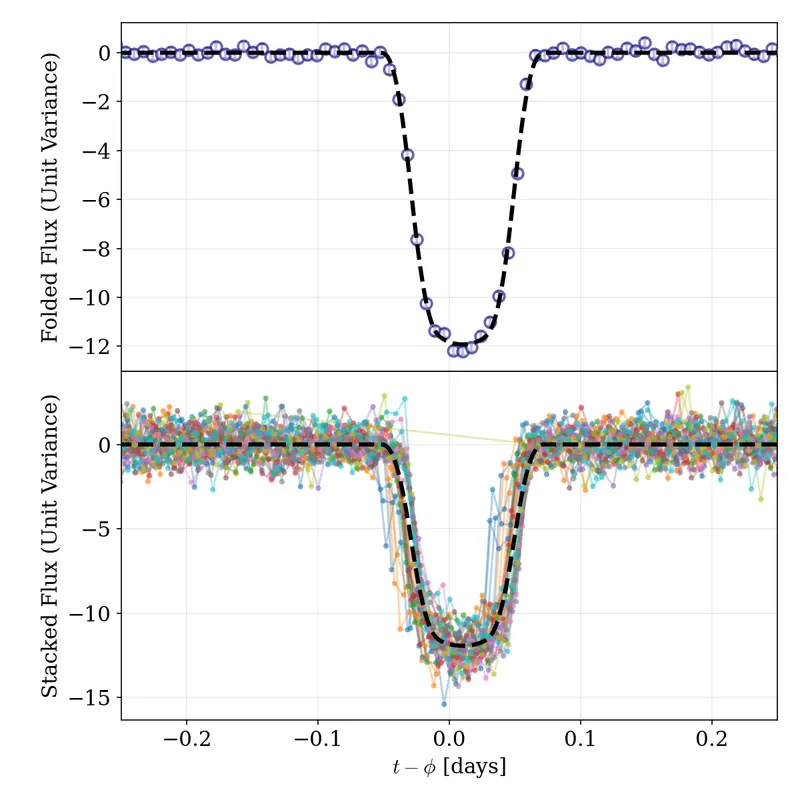 Folded Flux (Unit Variance)
0
−2
−4
−6
−8
−10
−12
Stacked Flux (Unit Variance)
0
−5
−10
−15
−0.2 −0.1 0.0 0.1 0.2
t − ϕ [days]